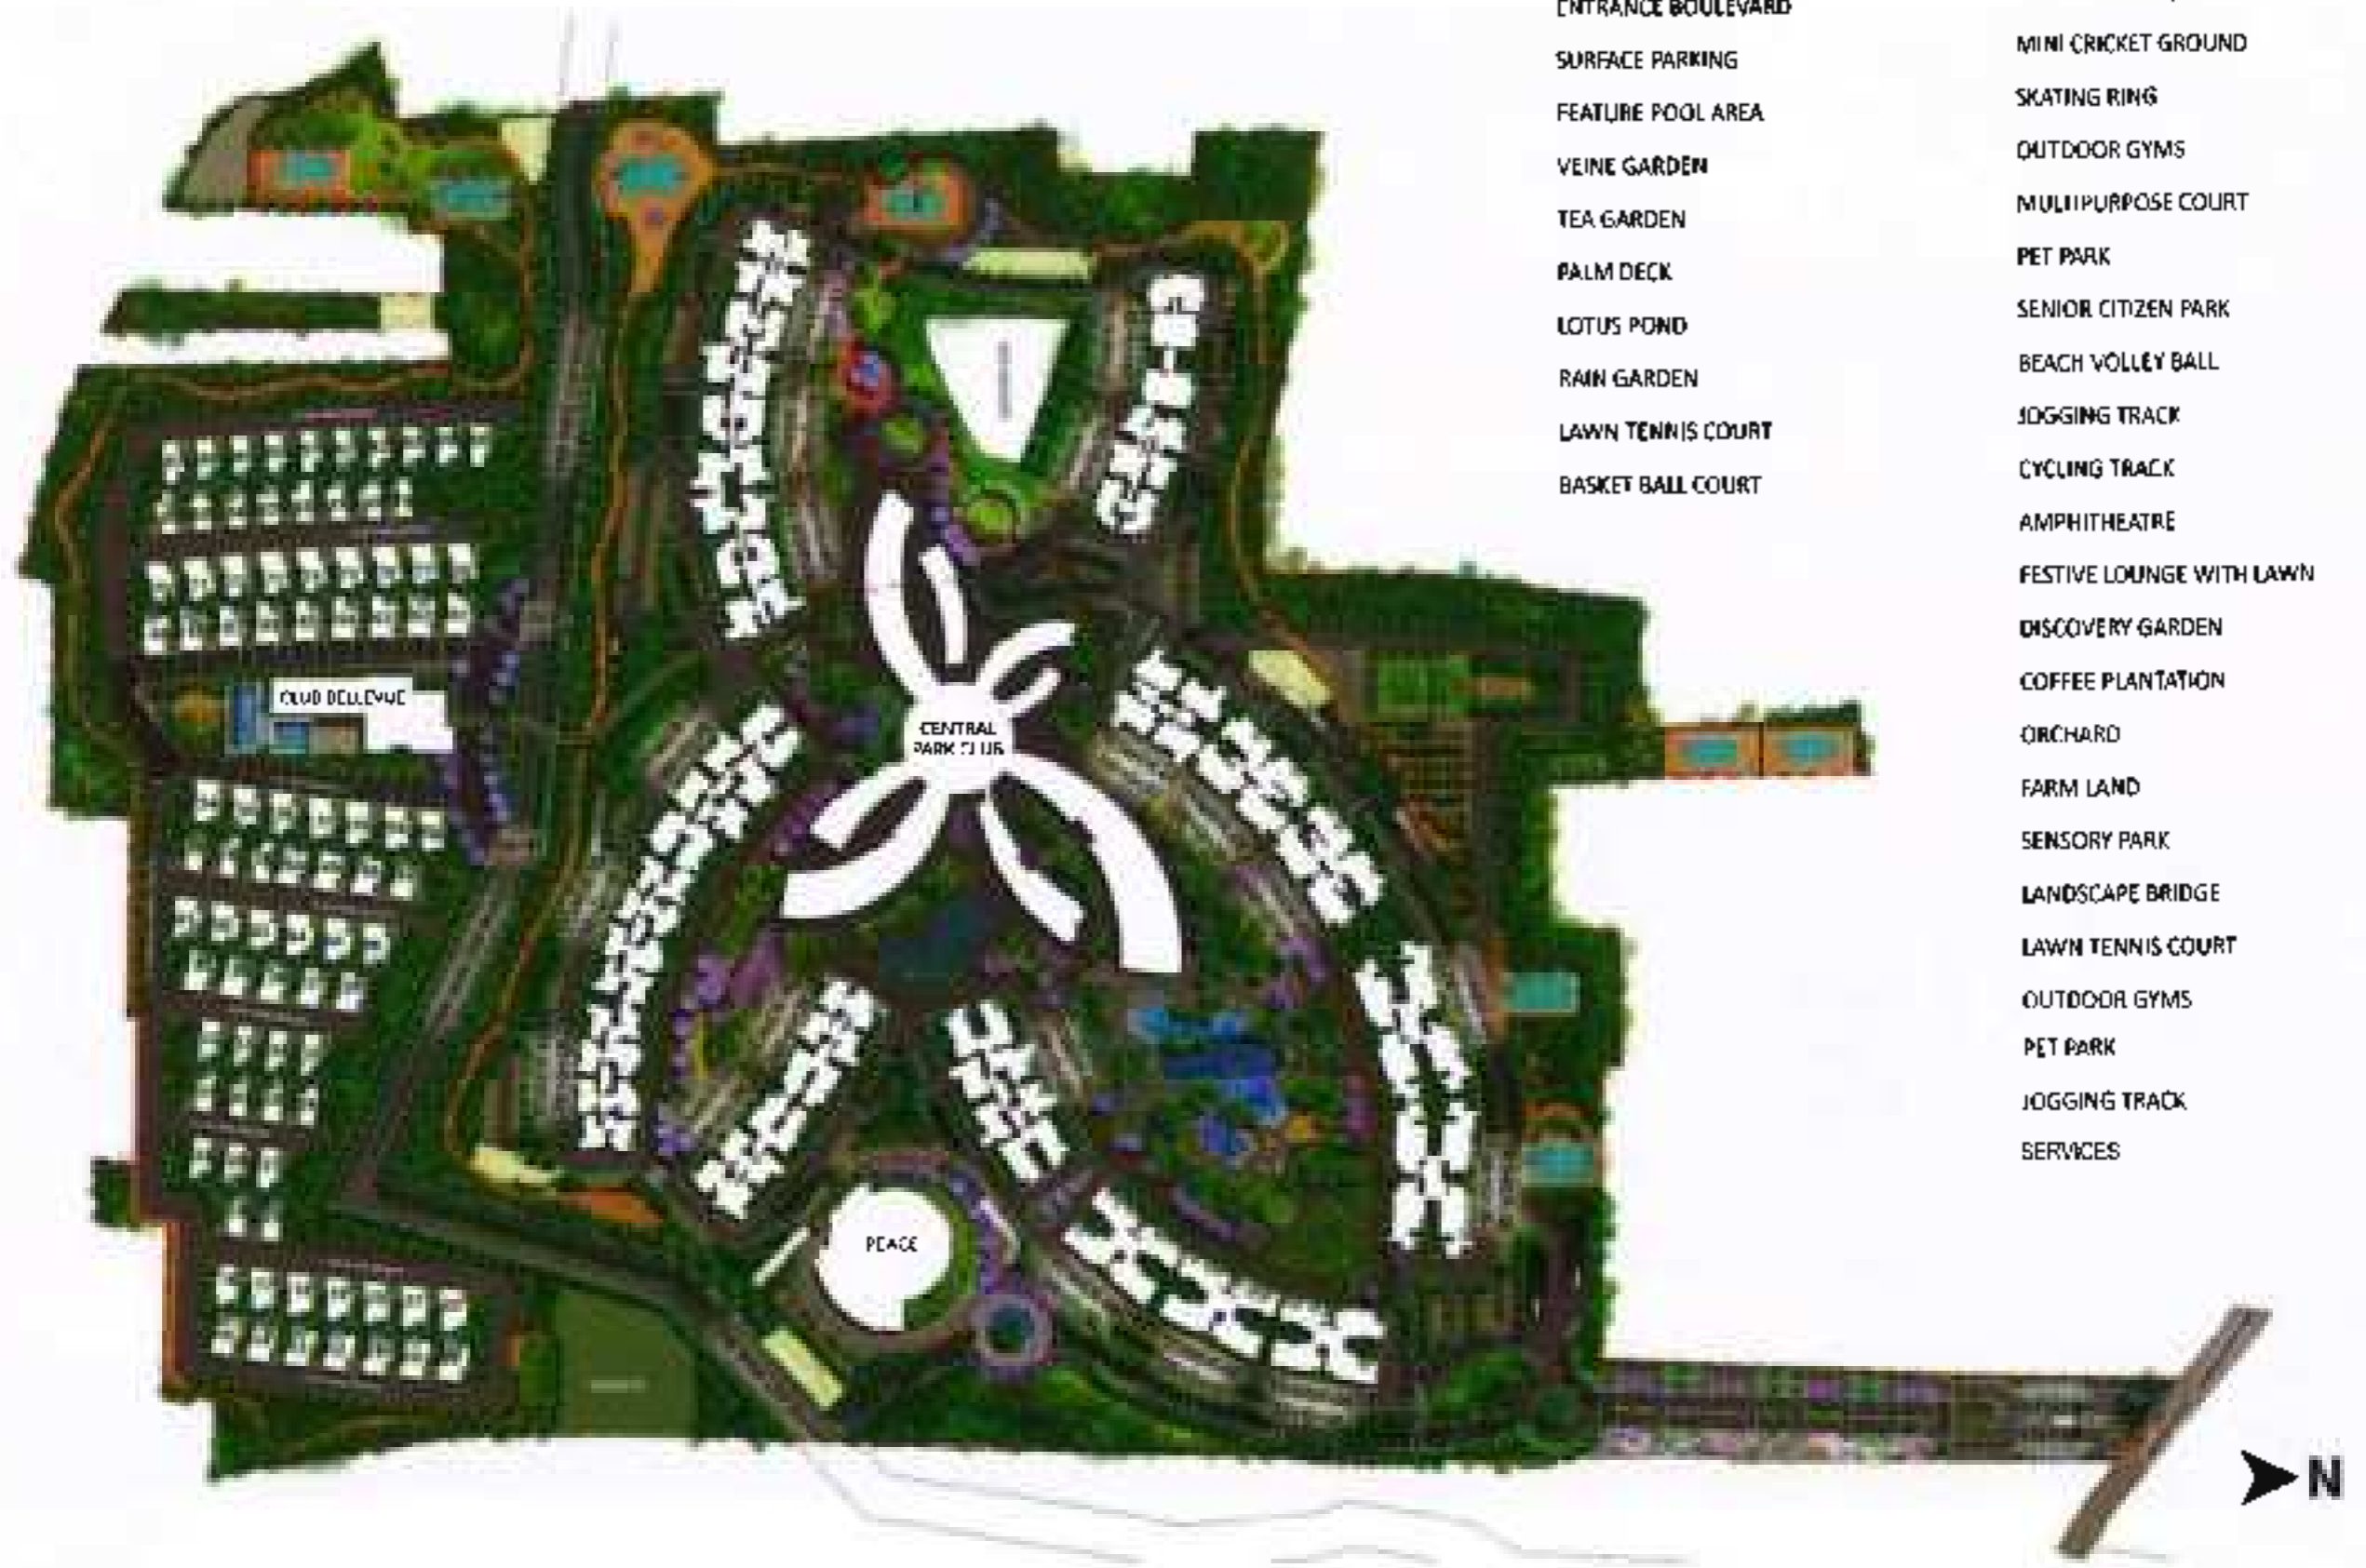 ENTRANCE BOULEVARD
SURFACE PARKING
FEATURE POOL AREA
VEINE GARDEN
TEA GARDEN
PALM DECK
LOTUS POND
RAIN GARDEN
LAWN TENNIS COURT
BASKET BALL COURT
MINI CRICKET GROUND
SKATING RING
OUTDOOR GYMS
MULTIPURPOSE COURT
PET PARK
SENIOR CITIZEN PARK
BEACH VOLLEY BALL
JOGGING TRACK
CYCLING TRACK
AMPHITHEATRE
FESTIVE LOUNGE WITH LAWN
DISCOVERY GARDEN
COFFEE PLANTATION
ORCHARD
FARM LAND
SENSORY PARK
LANDSCAPE BRIDGE
LAWN TENNIS COURT
OUTDOOR GYMS
PET PARK
JOGGING TRACK
SERVICES
CLUB BELLEVUE
CENTRAL
PARK CLUB
PEACE
N